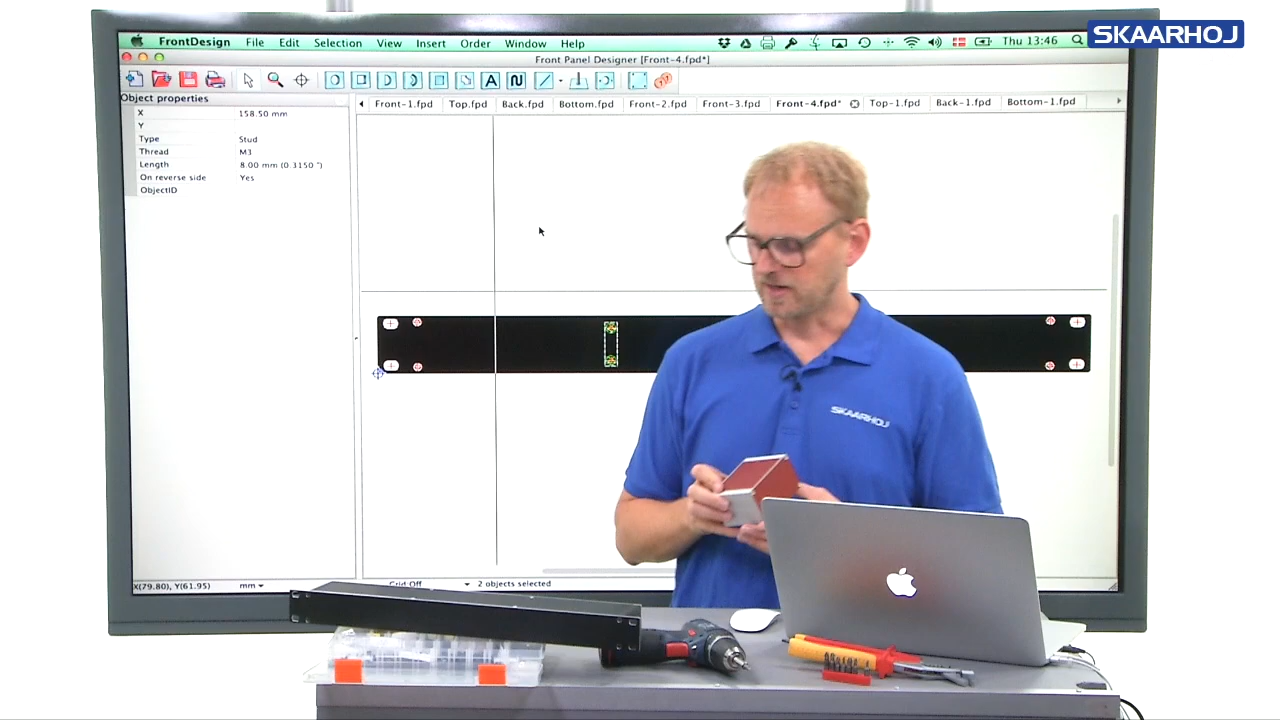 SKAARHOJ
FrontDesign File Edit Selection View Insert Order Window Help Thu 13:46
Front Panel Designer [Front-4.fpd*]
Object properties
Front-1.fpd Top.fpd Back.fpd Bottom.fpd Front-2.fpd Front-3.fpd Front-4.fpd* Top-1.fpd Back-1.fpd Bottom-1.fpd
X 158.50 mm
Y
Type Stud
Thread M3
Length 8.00 mm (0.3150 ")
On reverse side Yes
ObjectID
SKAARHOJ
X(79.80), Y(61.95) mm Grid Off 2 objects selected